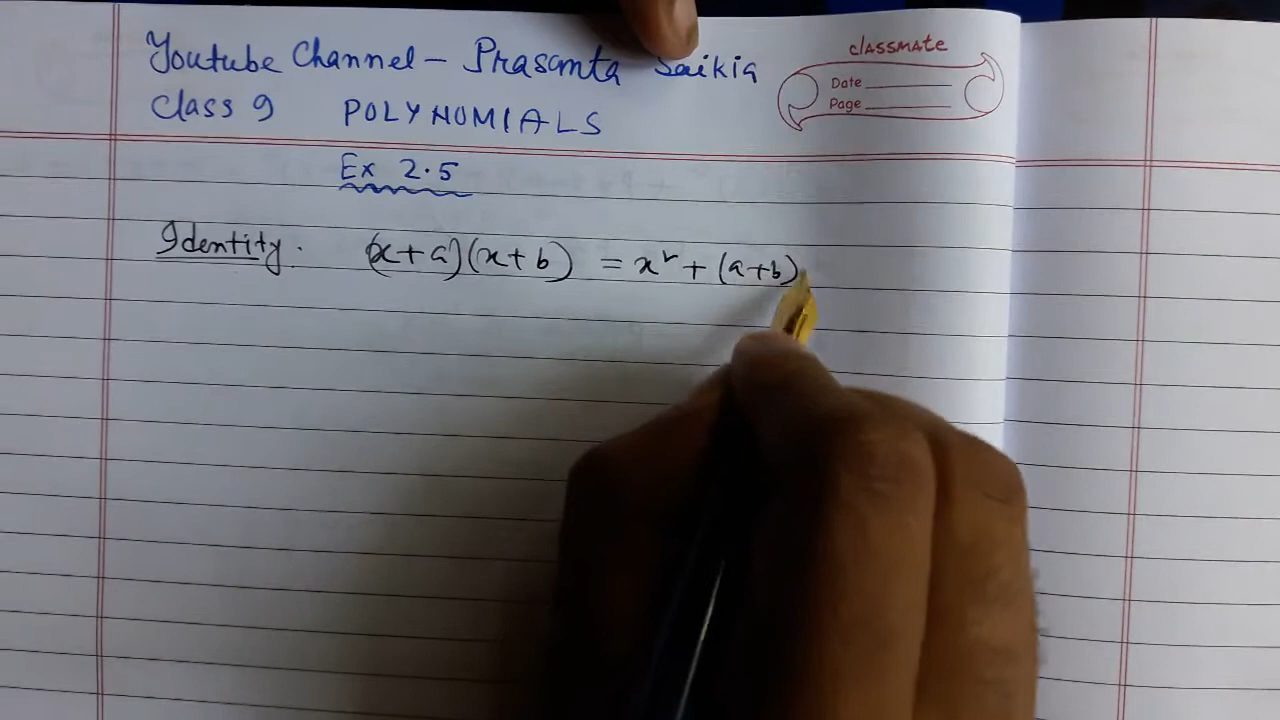 Youtube Channel - Prasanta Saikia
classmate
Date
Page
Class 9 POLYNOMIALS
Ex 2.5
Identity. (x+a)(x+b) = x² + (a+b)